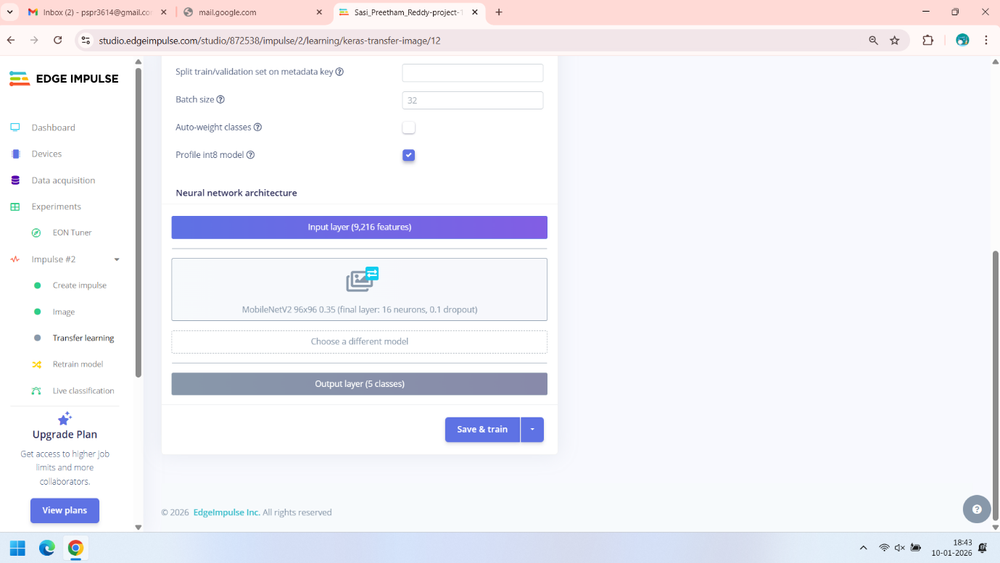 Inbox (2) - pspr3614@gmail.co
mail.google.com
Sasi_Preetham_Reddy-project-1
studio.edgeimpulse.com/studio/872538/impulse/2/learning/keras-transfer-image/12
EDGE IMPULSE
Dashboard
Devices
Data acquisition
Experiments
EON Tuner
Impulse #2
Create impulse
Image
Transfer learning
Retrain model
Live classification
Upgrade Plan
Get access to higher job
limits and more
collaborators.
View plans
Split train/validation set on metadata key
Batch size
32
Auto-weight classes
Profile int8 model
Neural network architecture
Input layer (9,216 features)
MobileNetV2 96x96 0.35 (final layer: 16 neurons, 0.1 dropout)
Choose a different model
Output layer (5 classes)
Save & train
© 2026 EdgeImpulse Inc. All rights reserved
18:43
10-01-2026